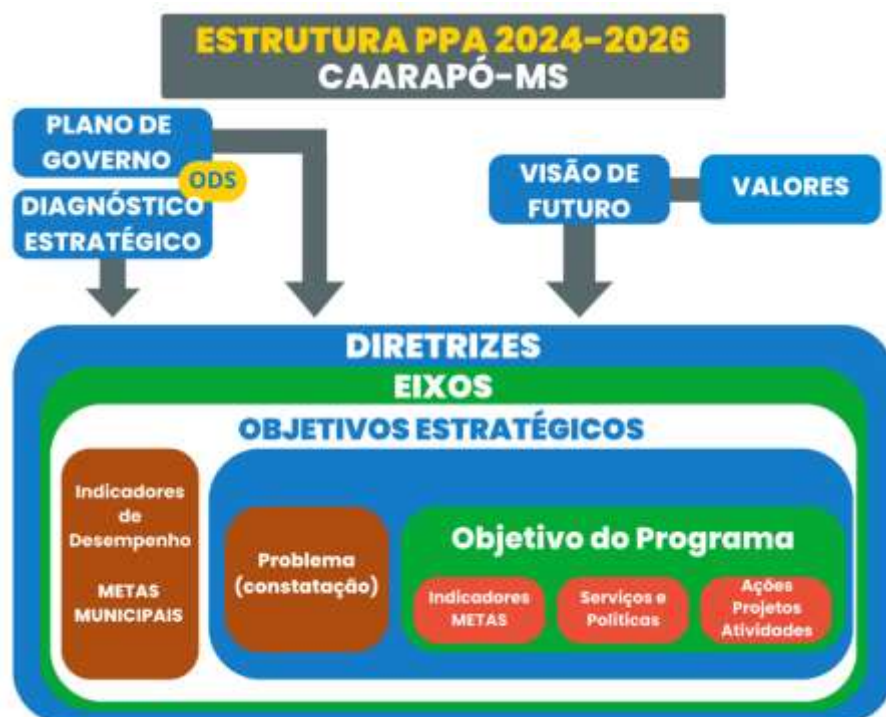 ESTRUTURA PPA 2024-2026
CAARAPÓ-MS
PLANO DE
GOVERNO
ODS
DIAGNÓSTICO
ESTRATÉGICO
VISÃO DE
FUTURO
VALORES
DIRETRIZES
EIXOS
OBJETIVOS ESTRATÉGICOS
Indicadores
de
Desempenho
METAS
MUNICIPAIS
Problema
(constatação)
Objetivo do Programa
Indicadores
METAS
Serviços e
Políticas
Ações
Projetos
Atividades